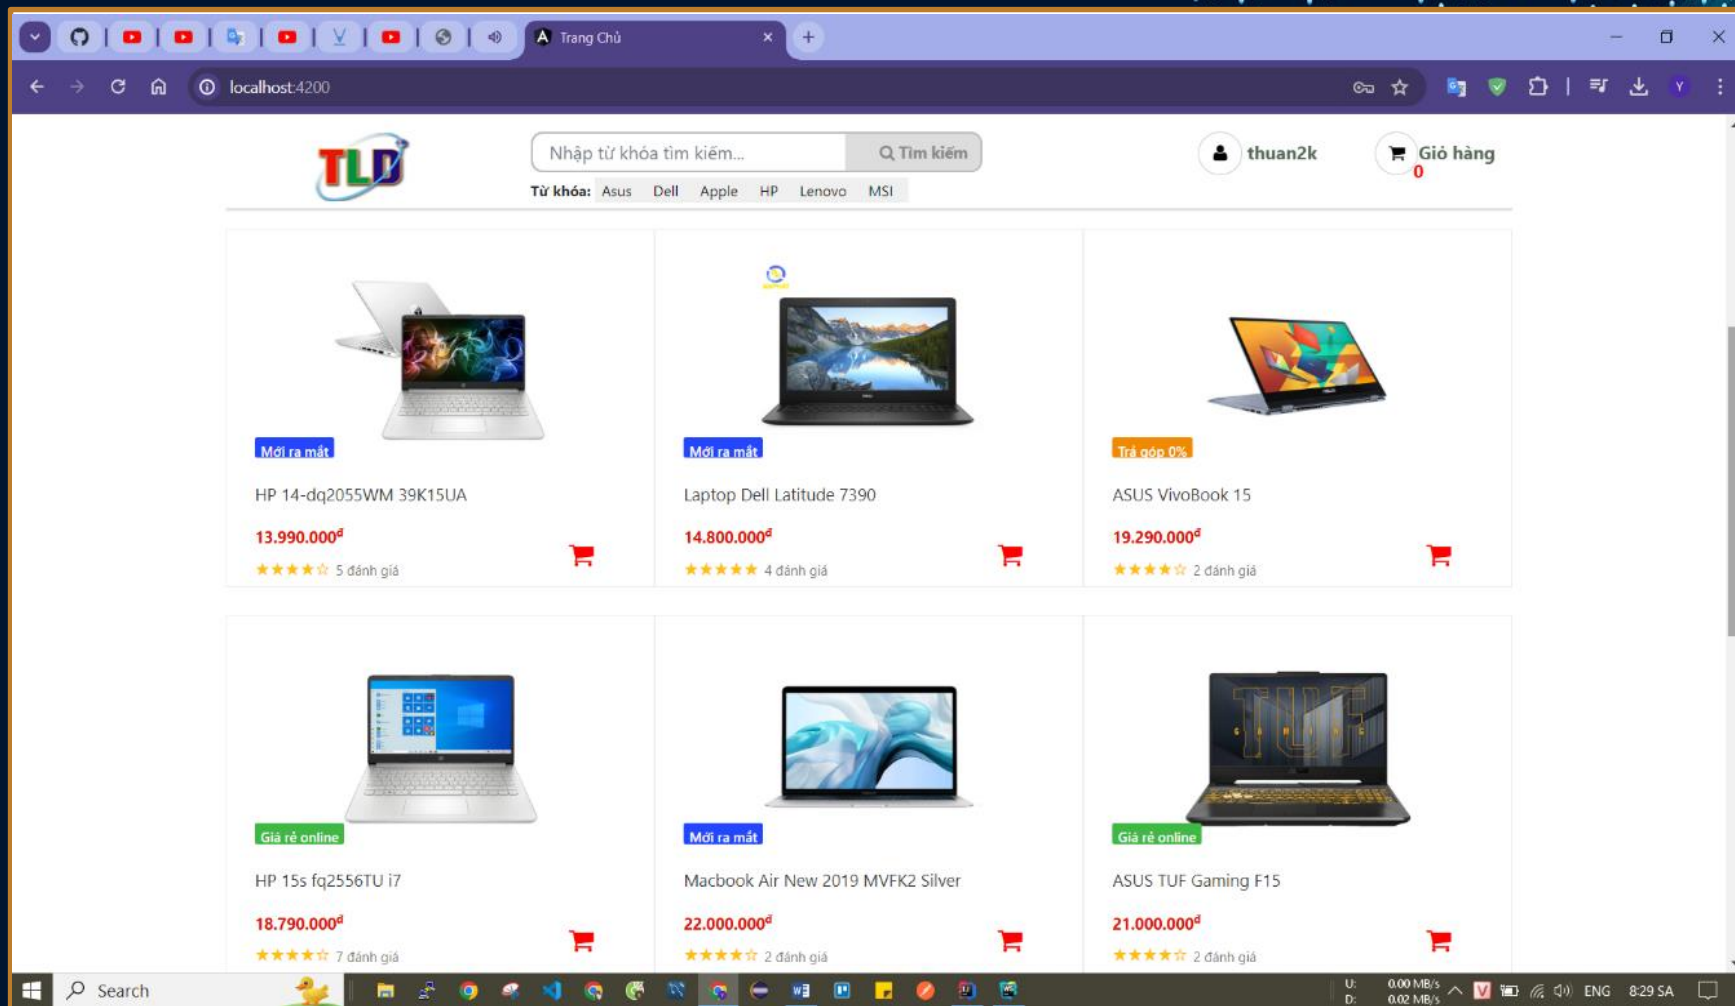 Trang Chủ
localhost:4200
TLD
Nhập từ khóa tìm kiếm...
Tìm kiếm
thuan2k
Giỏ hàng
0
Từ khóa: Asus Dell Apple HP Lenovo MSI
Mới ra mắt
Mới ra mắt
Trả góp 0%
HP 14-dq2055WM 39K15UA
Laptop Dell Latitude 7390
ASUS VivoBook 15
13.990.000đ
14.800.000đ
19.290.000đ
5 đánh giá
4 đánh giá
2 đánh giá
TUF
GAMING
Giá rẻ online
Mới ra mắt
Giá rẻ online
HP 15s fq2556TU i7
Macbook Air New 2019 MVFK2 Silver
ASUS TUF Gaming F15
18.790.000đ
22.000.000đ
21.000.000đ
7 đánh giá
2 đánh giá
2 đánh giá
Search
U: 0.00 MB/s
D: 0.02 MB/s
ENG
8:29 SA